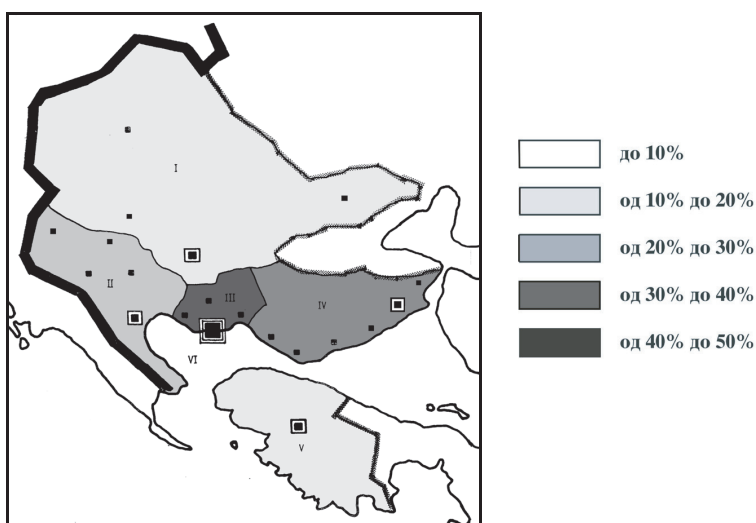 I
II
III
IV
VI
V
до 10%
од 10% до 20%
од 20% до 30%
од 30% до 40%
од 40% до 50%